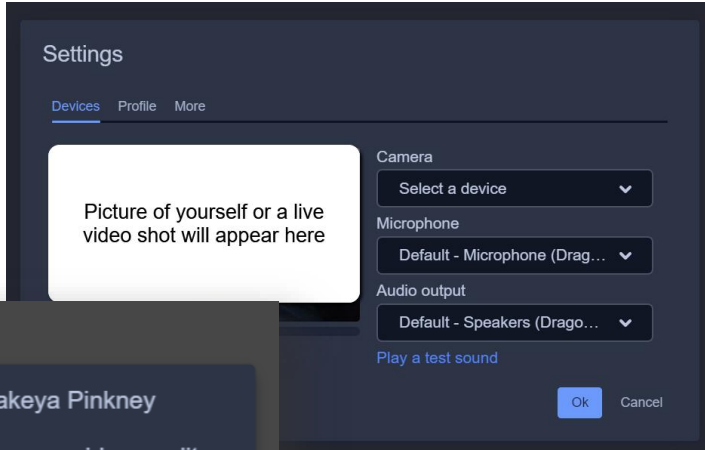 Settings
Devices Profile More
Picture of yourself or a live
video shot will appear here
Camera
Select a device
Microphone
Default - Microphone (Drag…
Audio output
Default - Speakers (Drago…
Play a test sound
Ok Cancel
akeya Pinkney